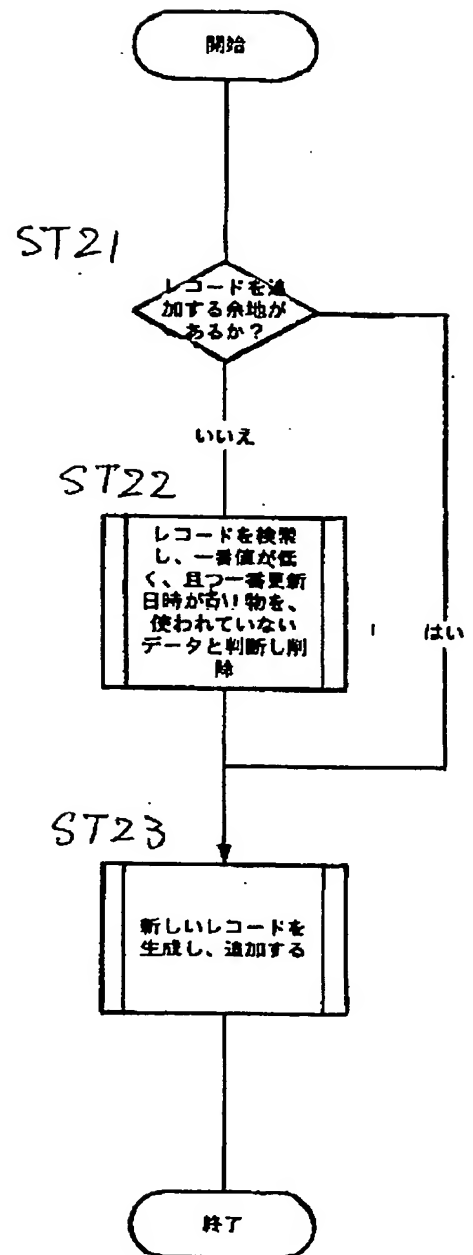 開始
ST21
レコードを追
加する余地が
あるか？
いいえ
ST22
レコードを検索
し、一番値が低
く、且つ一番更新
日時が古い物を、
使われていない
データと判断し削
除
はい
ST23
新しいレコードを
生成し、追加する
終了